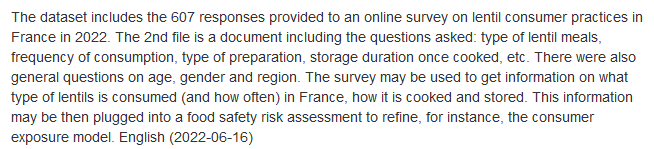 The dataset includes the 607 responses provided to an online survey on lentil consumer practices in
France in 2022. The 2nd file is a document including the questions asked: type of lentil meals,
frequency of consumption, type of preparation, storage duration once cooked, etc. There were also
general questions on age, gender and region. The survey may be used to get information on what
type of lentils is consumed (and how often) in France, how it is cooked and stored. This information
may be then plugged into a food safety risk assessment to refine, for instance, the consumer
exposure model. English (2022-06-16)